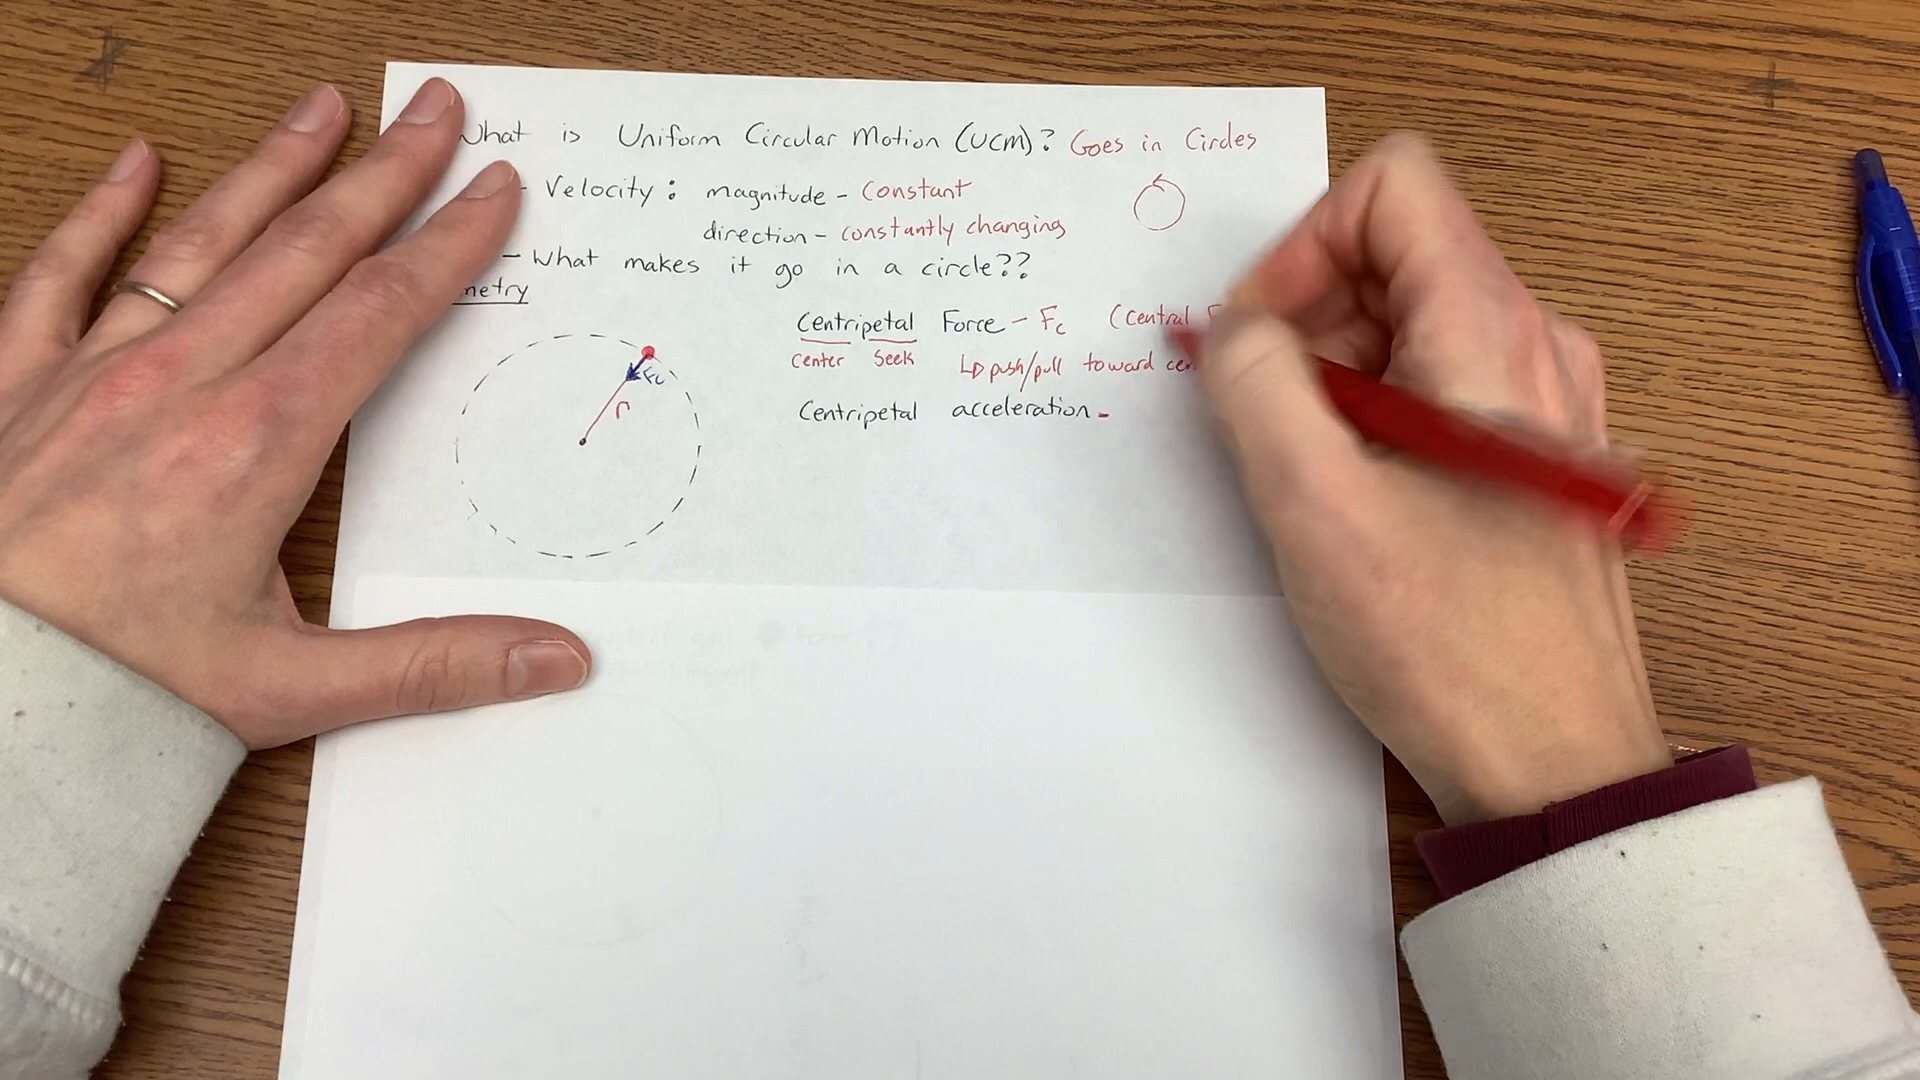 What is Uniform Circular Motion (UCM)? Goes in Circles
- Velocity: magnitude - constant
direction - constantly changing
- What makes it go in a circle??
Centripetal Force - Fc (Central
Center Seek ↳ push/pull toward
Centripetal acceleration -
Fc
r